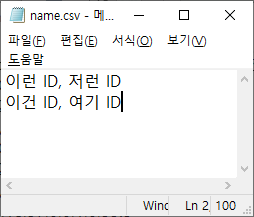 name.csv - 메.
파일(F) 편집(E) 서식(O) 보기(V)
도움말
이런 ID, 저런 ID
이건 ID, 여기 ID
Wind Ln 2 100